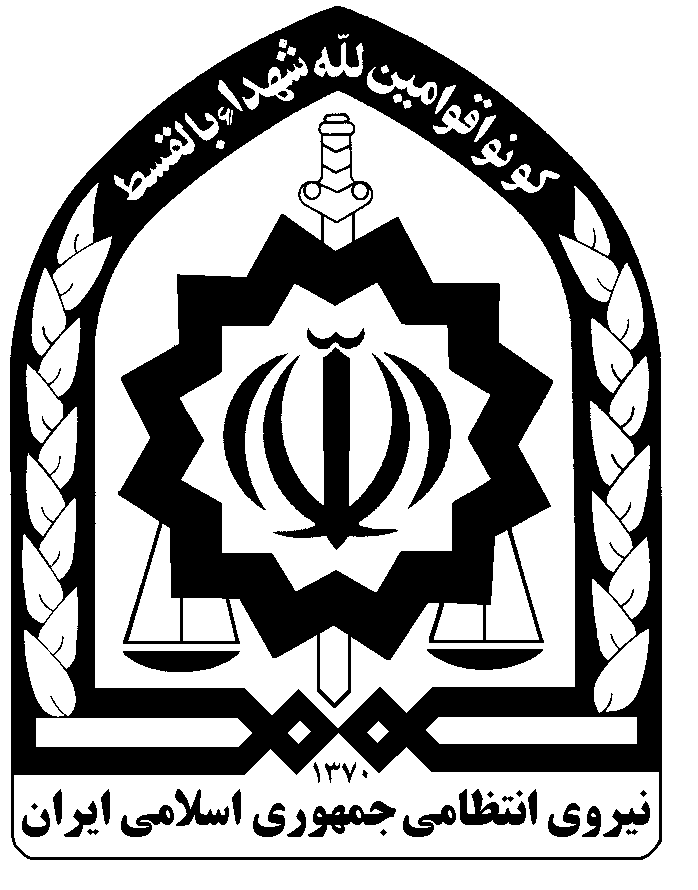 کونوا قوامین لله شهداء بالقسط
۱۳۷۰
نیروی انتظامی جمهوری اسلامی ایران